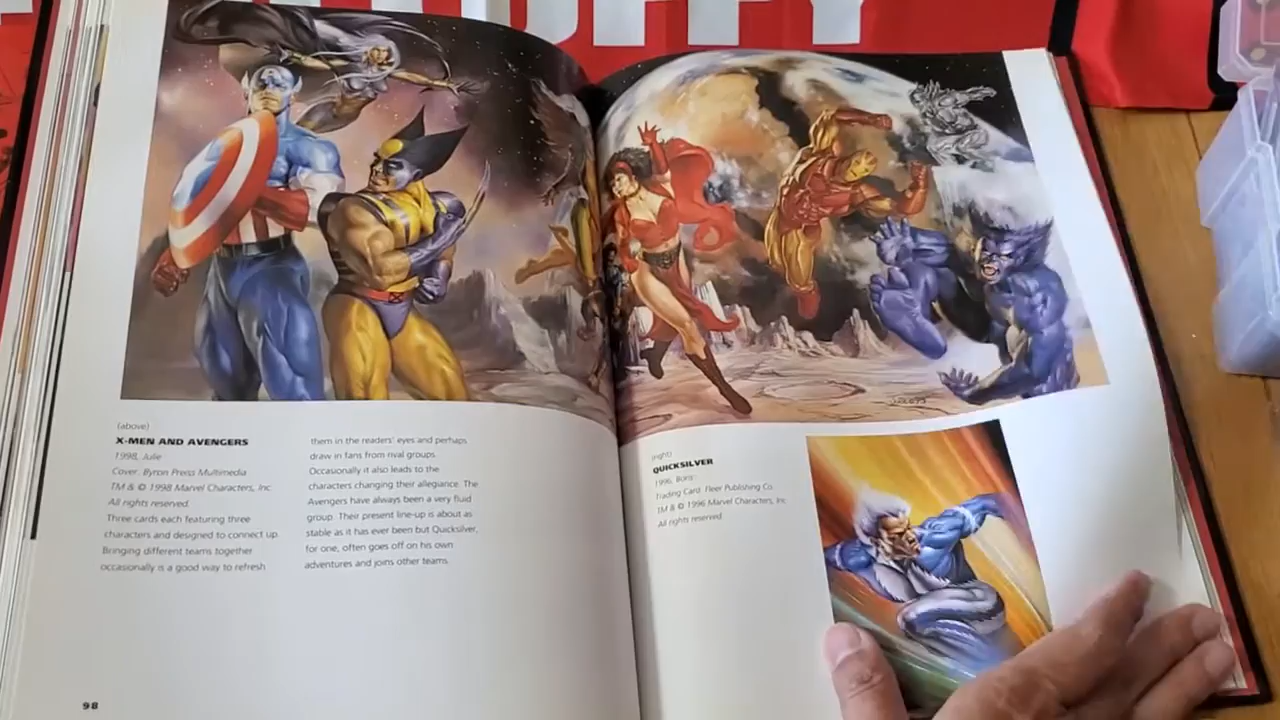 (above)
X-MEN AND AVENGERS
1998, Julie
Cover: Byron Preiss Multimedia
TM & © 1998 Marvel Characters, Inc.
All rights reserved.
Three cards each featuring three
characters and designed to connect up.
Bringing different teams together
occasionally is a good way to refresh
them in the readers' eyes and perhaps
draw in fans from rival groups.
Occasionally it also leads to the
characters changing their allegiance. The
Avengers have always been a very fluid
group. Their present line-up is about as
stable as it has ever been but Quicksilver,
for one, often goes off on his own
adventures and joins other teams.
98
(right)
QUICKSILVER
1996, Boris
Trading Card: Fleer Publishing Co.
TM & © 1996 Marvel Characters, Inc.
All rights reserved.